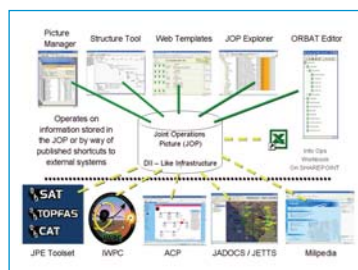 Picture
Manager
Structure Tool
Web Templates
JOP Explorer
ORBAT Editor
Operates on
information stored in
the JOP or by way of
published shortcuts to
external systems
Joint Operations
Picture (JOP)
DII – Like Infrastructure
Info Ops
Workbook
On SHAREPOINT
SAT
TOPFAS
CAT
JPE Toolset
IWPC
ACP
JADOCS / JETTS
Milipedia